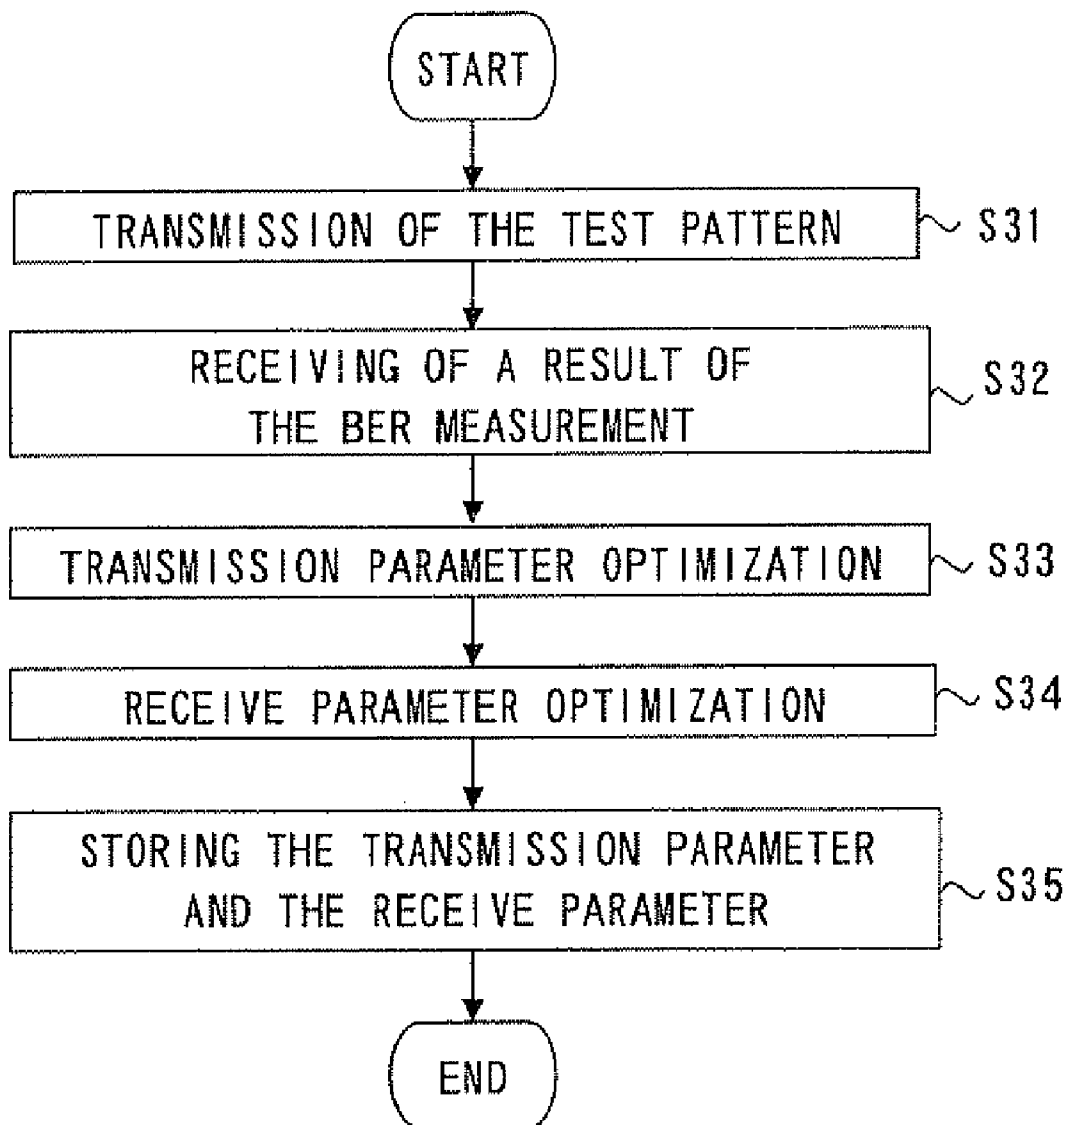 START
TRANSMISSION OF THE TEST PATTERN
S31
RECEIVING OF A RESULT OF
THE BER MEASUREMENT
S32
TRANSMISSION PARAMETER OPTIMIZATION
S33
RECEIVE PARAMETER OPTIMIZATION
S34
STORING THE TRANSMISSION PARAMETER
AND THE RECEIVE PARAMETER
S35
END